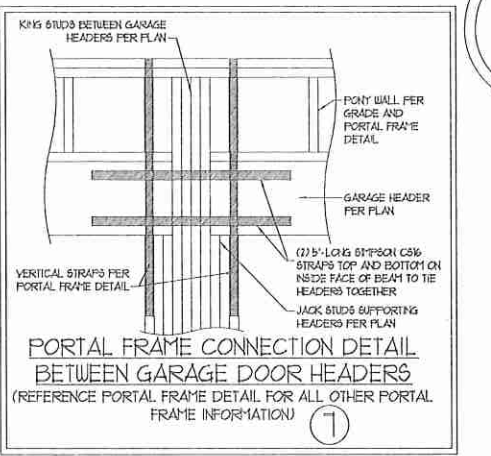 KING STUDS BETWEEN GARAGE
HEADERS PER PLAN
PONY WALL PER
GRADE AND
PORTAL FRAME
DETAIL
GARAGE HEADER
PER PLAN
(2) 5'-LONG SIMPSON CS16
STRAPS TOP AND BOTTOM ON
INSIDE FACE OF BEAM TO TIE
HEADERS TOGETHER
VERTICAL STRAPS PER
PORTAL FRAME DETAIL
JACK STUDS SUPPORTING
HEADERS PER PLAN
PORTAL FRAME CONNECTION DETAIL
BETWEEN GARAGE DOOR HEADERS
(REFERENCE PORTAL FRAME DETAIL FOR ALL OTHER PORTAL
FRAME INFORMATION)
7